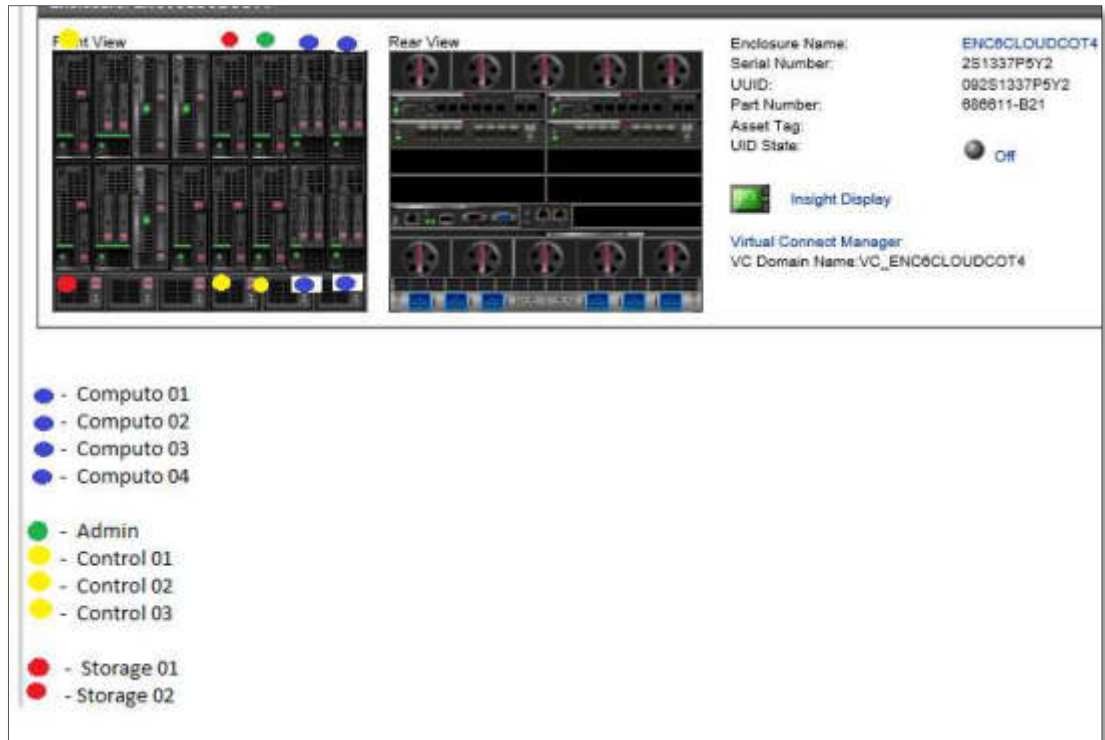 Front View
Rear View
Enclosure Name: ENC6CLOUDCOT4
Serial Number: 2S1337P5Y2
UUID: 092S1337P5Y2
Part Number: 686611-B21
Asset Tag:
UID State: Off
Insight Display
Virtual Connect Manager
VC Domain Name:VC_ENC6CLOUDCOT4
- Computo 01
- Computo 02
- Computo 03
- Computo 04
- Admin
- Control 01
- Control 02
- Control 03
- Storage 01
- Storage 02